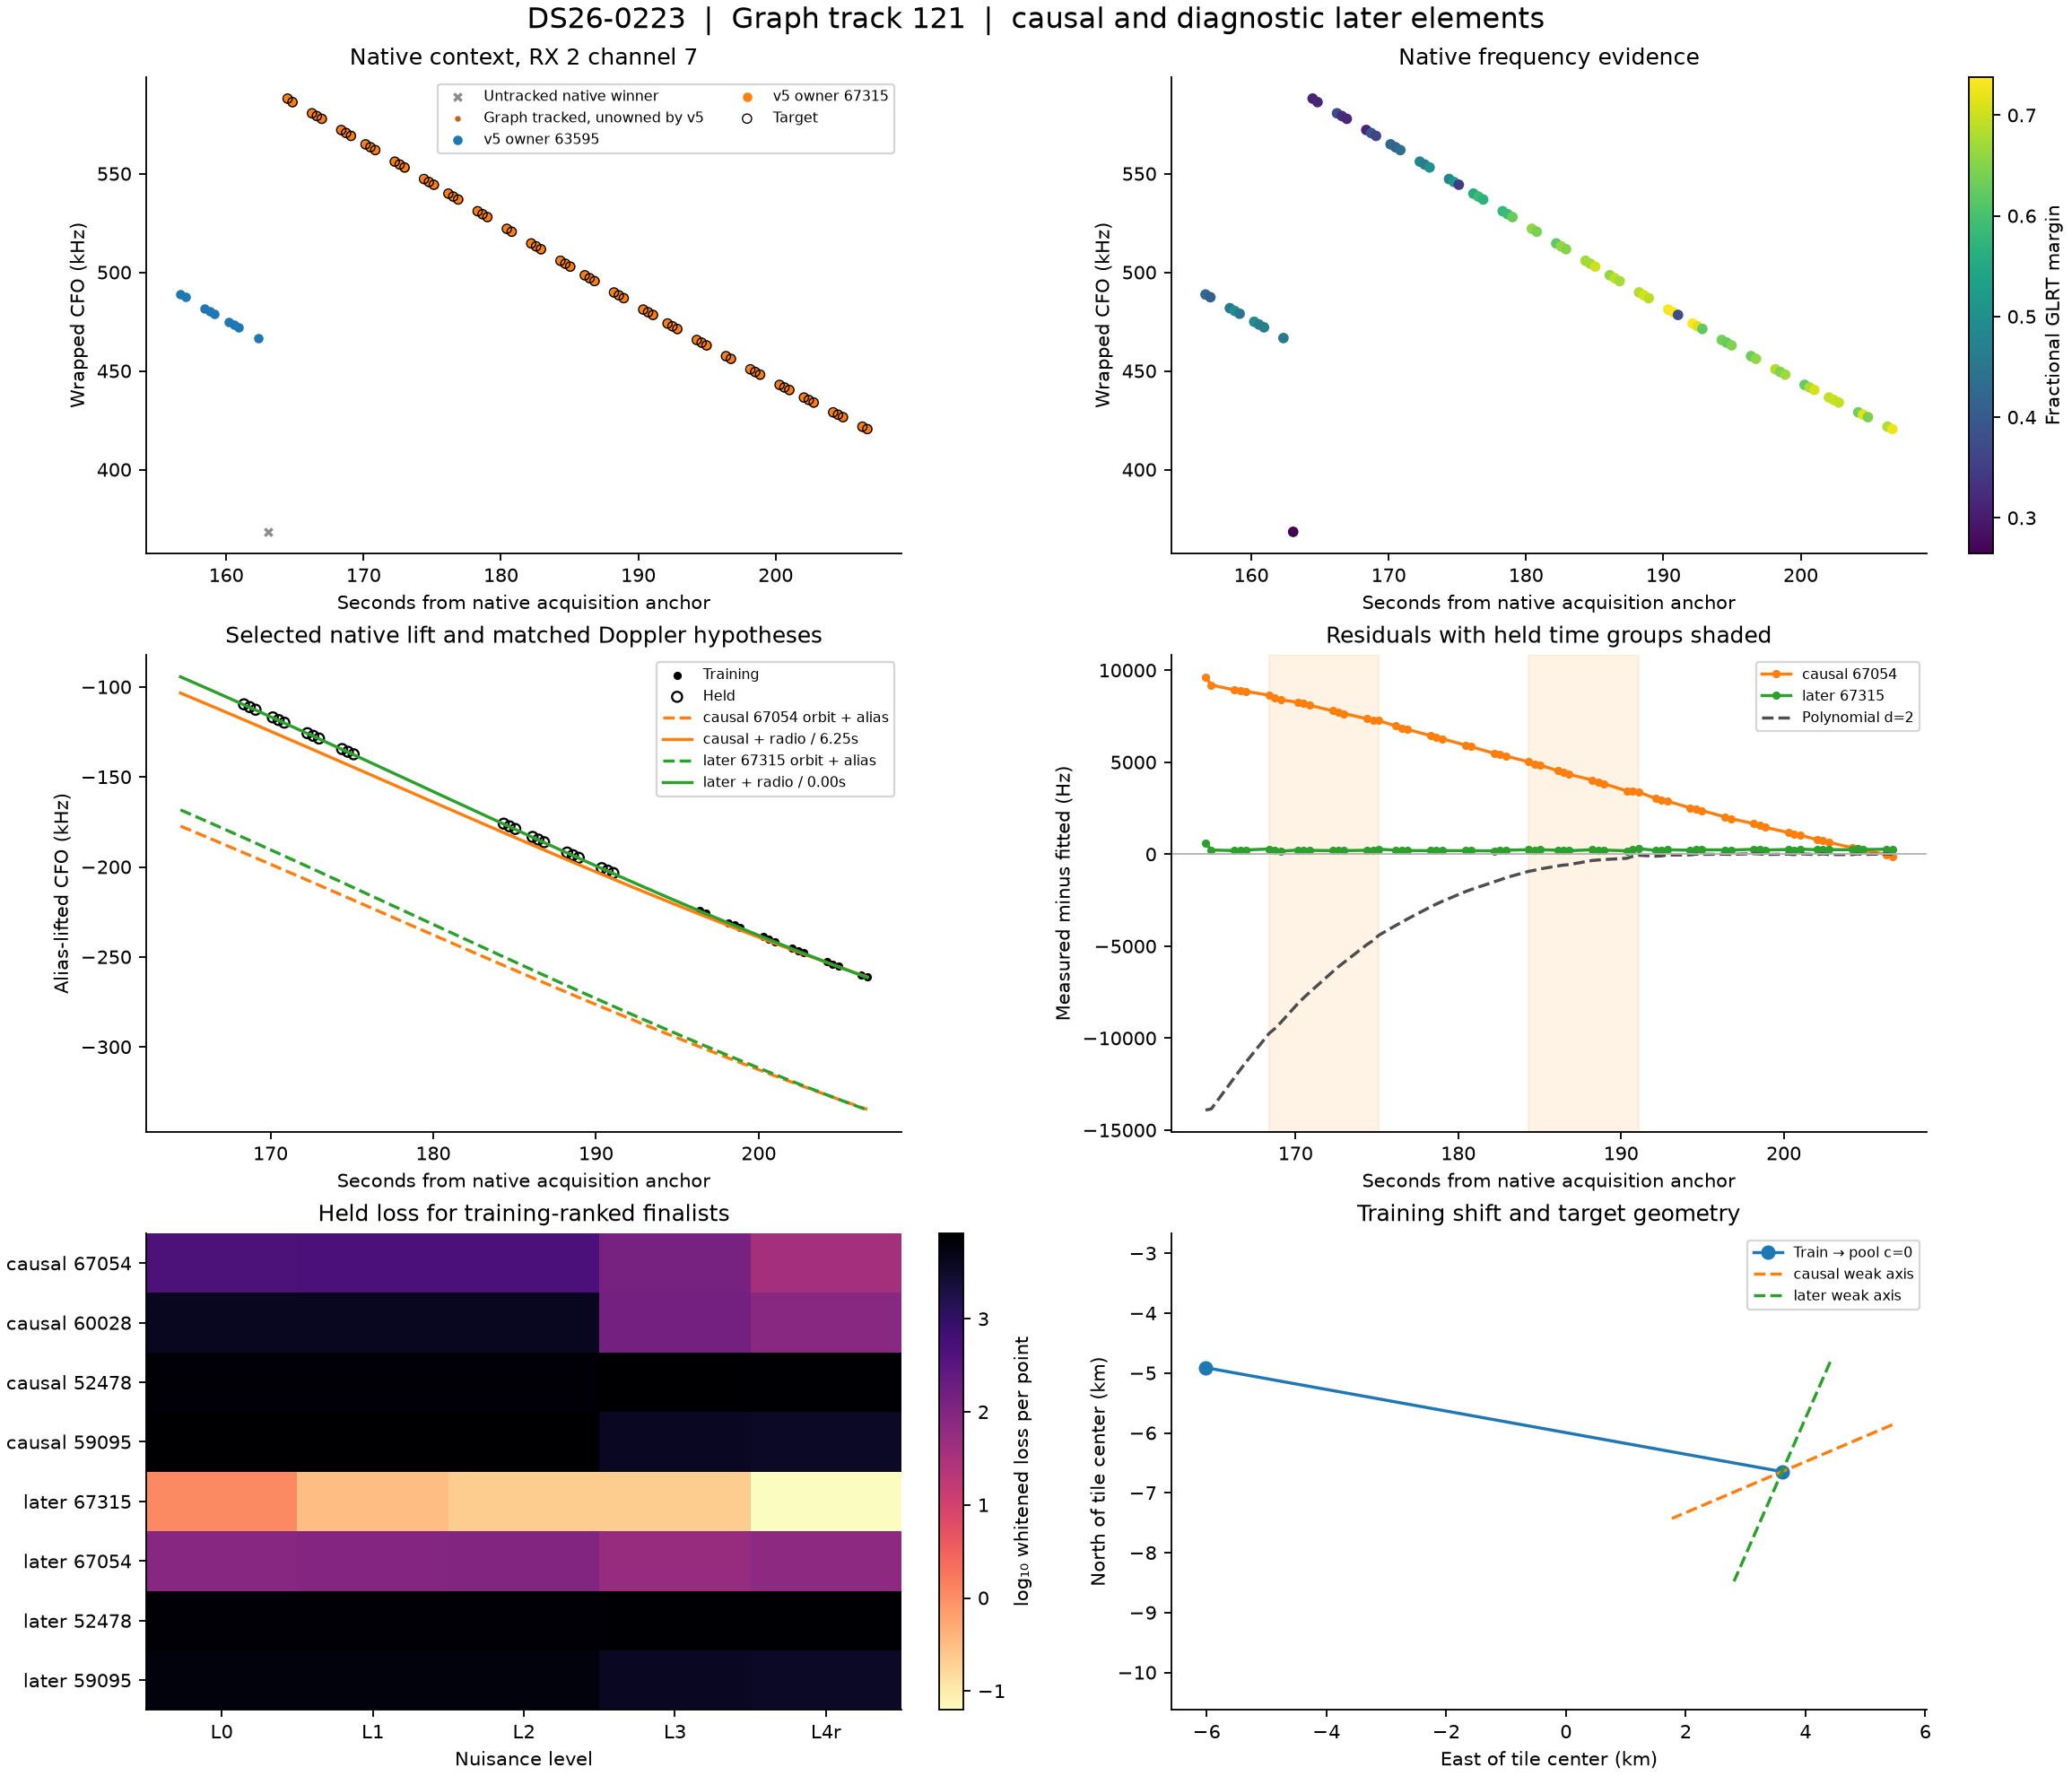 DS26-0223 | Graph track 121 | causal and diagnostic later elements
Native context, RX 2 channel 7
Untracked native winner
Graph tracked, unowned by v5
v5 owner 63595
v5 owner 67315
Target
550
500
450
400
Wrapped CFO (kHz)
160 170 180 190 200
Seconds from native acquisition anchor
Native frequency evidence
550
500
450
400
Wrapped CFO (kHz)
160 170 180 190 200
Seconds from native acquisition anchor
0.7
0.6
0.5
0.4
0.3
Fractional GLRT margin
Selected native lift and matched Doppler hypotheses
Training
Held
causal 67054 orbit + alias
causal + radio / 6.25s
later 67315 orbit + alias
later + radio / 0.00s
−100
−150
−200
−250
−300
Alias-lifted CFO (kHz)
170 180 190 200
Seconds from native acquisition anchor
Residuals with held time groups shaded
causal 67054
later 67315
Polynomial d=2
10000
5000
0
−5000
−10000
−15000
Measured minus fitted (Hz)
170 180 190 200
Seconds from native acquisition anchor
Held loss for training-ranked finalists
causal 67054
causal 60028
causal 52478
causal 59095
later 67315
later 67054
later 52478
later 59095
L0 L1 L2 L3 L4r
Nuisance level
3
2
1
0
−1
log₁₀ whitened loss per point
Training shift and target geometry
Train → pool c=0
causal weak axis
later weak axis
−3
−4
−5
−6
−7
−8
−9
−10
North of tile center (km)
−6 −4 −2 0 2 4 6
East of tile center (km)